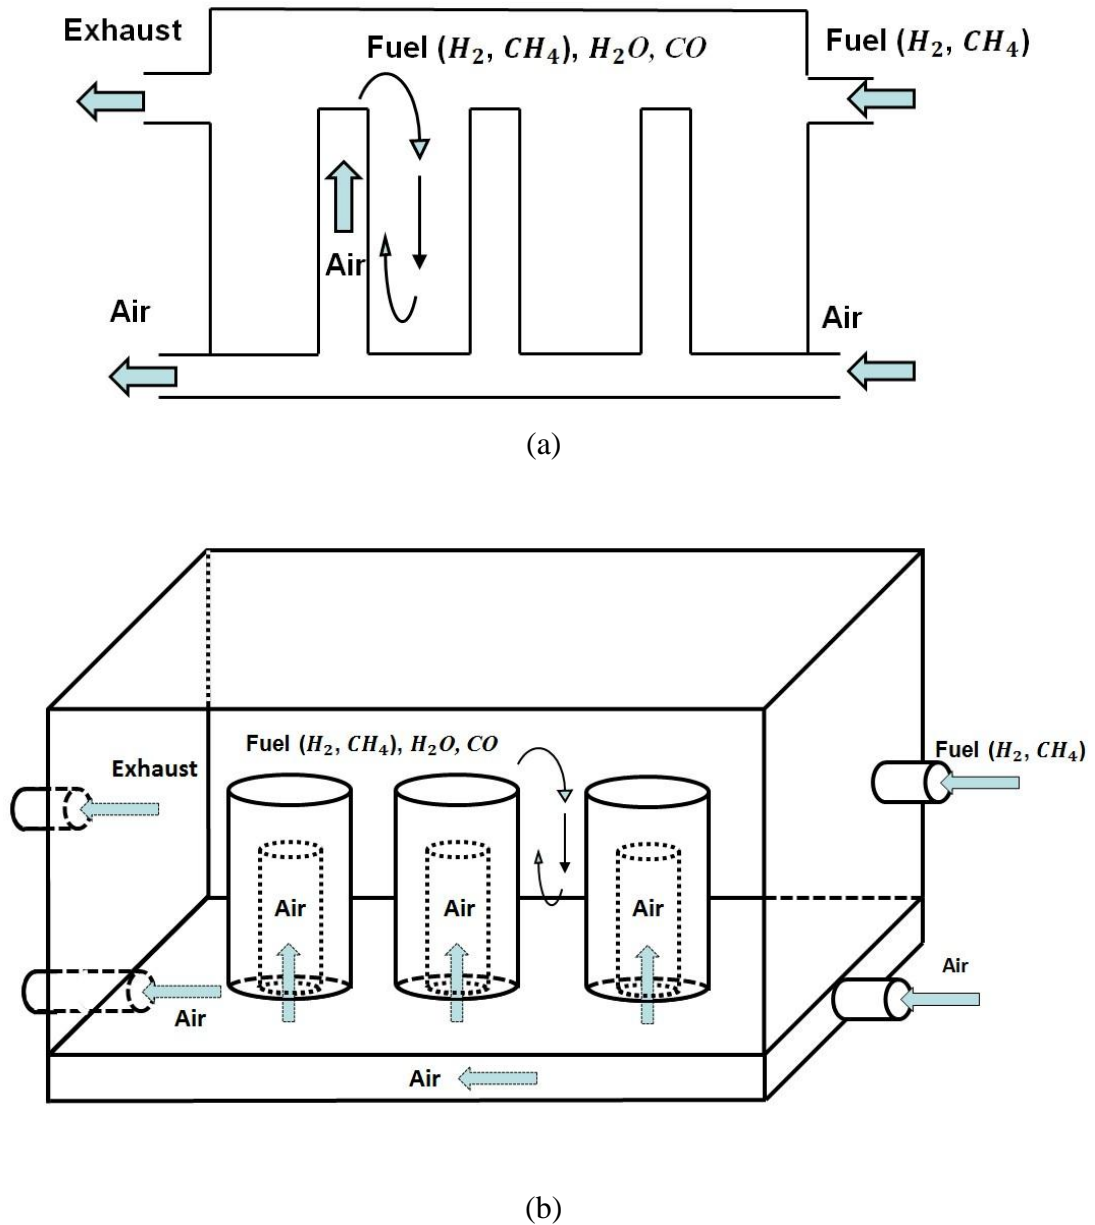 Exhaust
Fuel (H₂, CH₄), H₂O, CO
Fuel (H₂, CH₄)
Air
Air
Air
(a)
Fuel (H₂, CH₄), H₂O, CO
Fuel (H₂, CH₄)
Exhaust
Air
Air
Air
Air
Air
Air
(b)